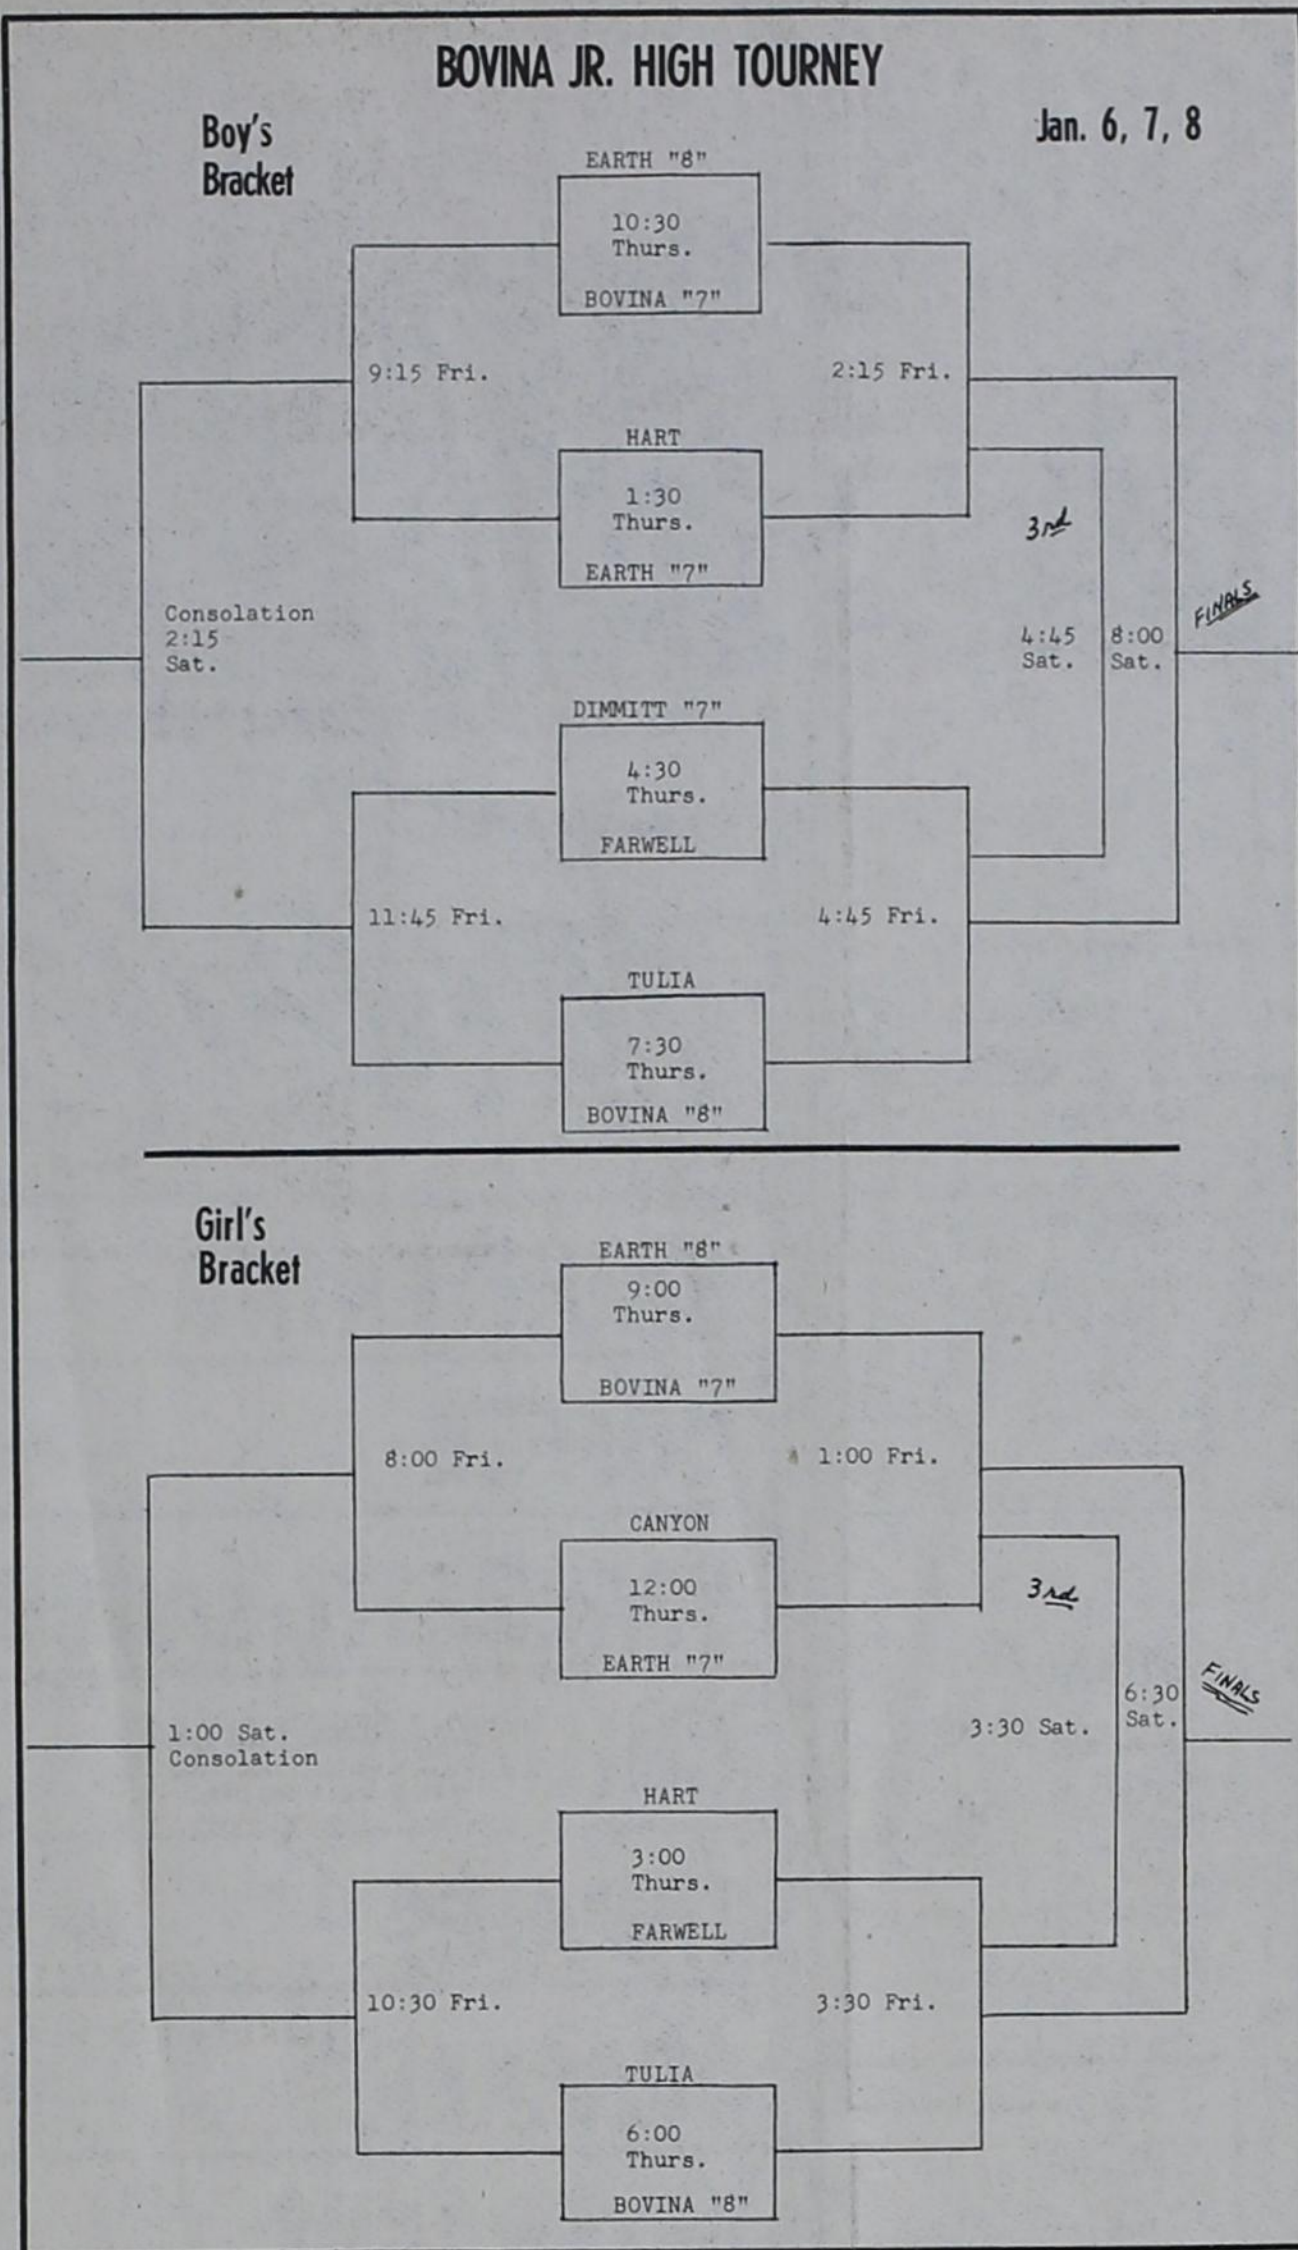 BOVINA JR. HIGH TOURNEY
Boy's
Bracket
Jan. 6, 7, 8
EARTH "8"
10:30
Thurs.
BOVINA "7"
9:15 Fri.
2:15 Fri.
HART
1:30
Thurs.
EARTH "7"
3rd
FINALS
Consolation
2:15
Sat.
4:45
Sat.
8:00
Sat.
DIMMITT "7"
4:30
Thurs.
FARWELL
11:45 Fri.
4:45 Fri.
TULIA
7:30
Thurs.
BOVINA "8"
Girl's
Bracket
EARTH "8"
9:00
Thurs.
BOVINA "7"
8:00 Fri.
1:00 Fri.
CANYON
12:00
Thurs.
EARTH "7"
3rd
FINALS
6:30
Sat.
1:00 Sat.
Consolation
3:30 Sat.
HART
3:00
Thurs.
FARWELL
10:30 Fri.
3:30 Fri.
TULIA
6:00
Thurs.
BOVINA "8"